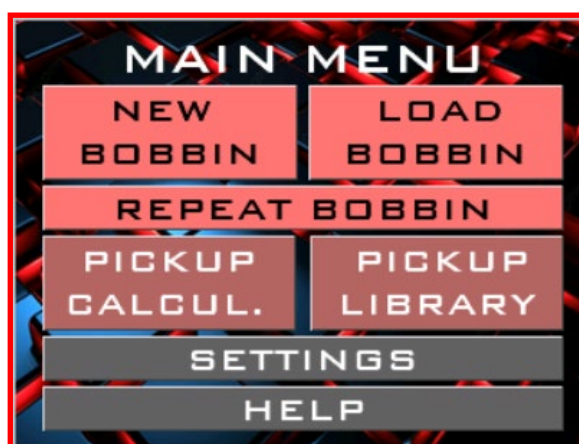 MAIN MENU
NEW BOBBIN
LOAD BOBBIN
REPEAT BOBBIN
PICKUP CALCUL.
PICKUP LIBRARY
SETTINGS
HELP